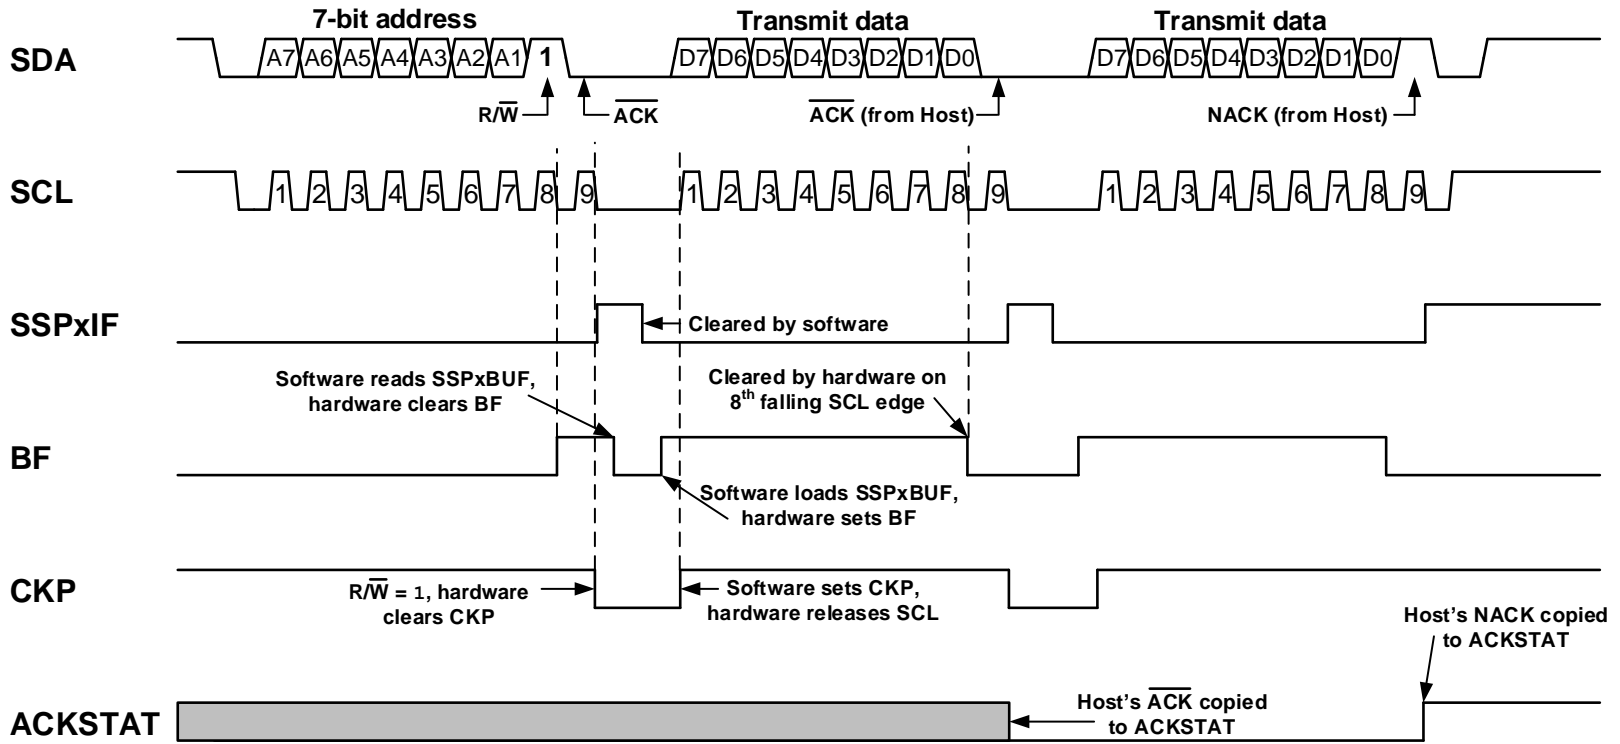 7-bit address Transmit data Transmit data
SDA A7 A6 A5 A4 A3 A2 A1 1 D7 D6 D5 D4 D3 D2 D1 D0 D7 D6 D5 D4 D3 D2 D1 D0
R/W̅ A̅C̅K̅ A̅C̅K̅ (from Host) NACK (from Host)
SCL 1 2 3 4 5 6 7 8 9 1 2 3 4 5 6 7 8 9 1 2 3 4 5 6 7 8 9
SSPxIF
Cleared by software
Software reads SSPxBUF,
hardware clears BF
Cleared by hardware on
8th falling SCL edge
BF
Software loads SSPxBUF,
hardware sets BF
CKP
R/W̅ = 1, hardware
clears CKP
Software sets CKP,
hardware releases SCL
Host's NACK copied
to ACKSTAT
ACKSTAT
Host's A̅C̅K̅ copied
to ACKSTAT